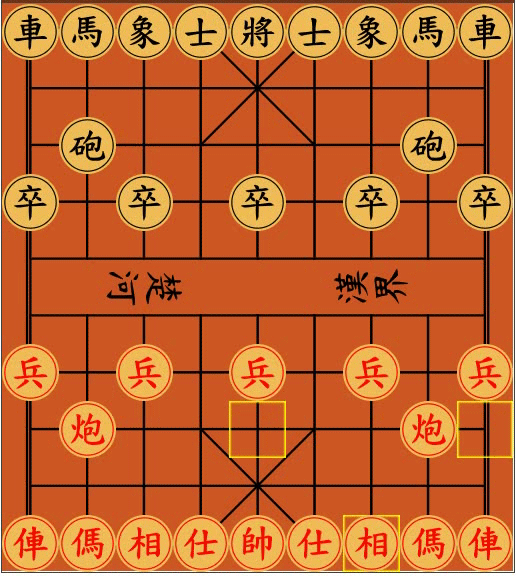 車馬象士將士象馬車
砲砲
卒卒卒卒卒
楚河漢界
兵兵兵兵兵
炮炮
俥傌相仕帥仕相傌俥